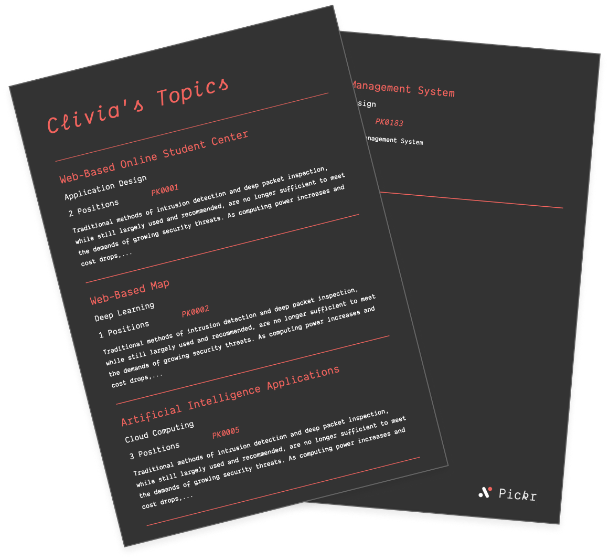 Clivia's Topics
Web-Based Online Student Center
Application Design
2 Positions PK0001
Traditional methods of intrusion detection and deep packet inspection,
while still largely used and recommended, are no longer sufficient to meet
the demands of growing security threats. As computing power increases and
cost drops,...
Web-Based Map
Deep Learning
1 Positions PK0002
Traditional methods of intrusion detection and deep packet inspection,
while still largely used and recommended, are no longer sufficient to meet
the demands of growing security threats. As computing power increases and
cost drops,...
Artificial Intelligence Applications
Cloud Computing
3 Positions PK0005
Traditional methods of intrusion detection and deep packet inspection,
while still largely used and recommended, are no longer sufficient to meet
the demands of growing security threats. As computing power increases and
cost drops,...
Management System
esign
PK0183
anagement System
Pickr